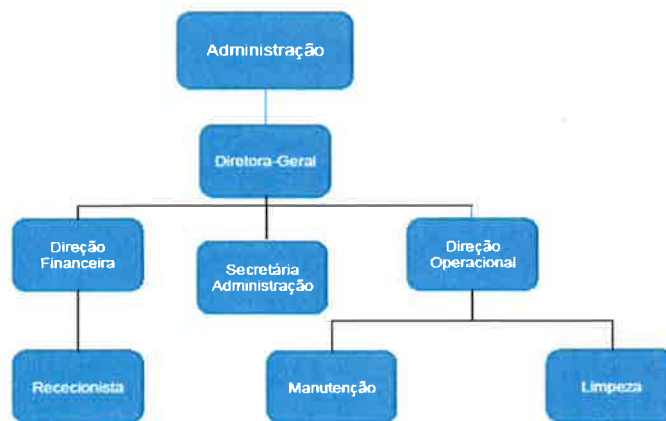 Administração
Diretora-Geral
Direção
Financeira
Secretária
Administração
Direção
Operacional
Rececionista
Manutenção
Limpeza